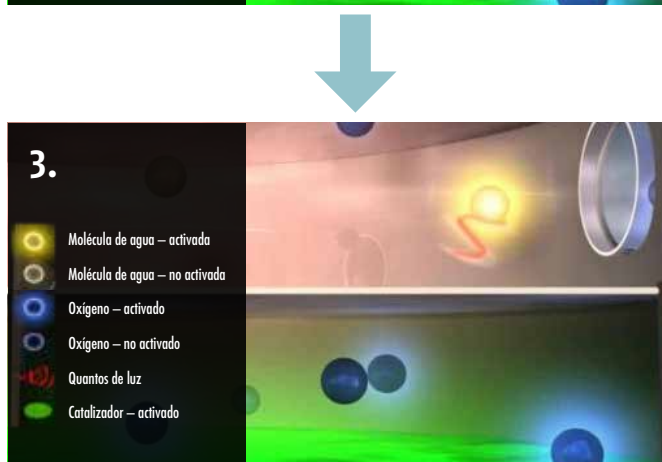 3.
Molécula de agua – activada
Molécula de agua – no activada
Oxígeno – activado
Oxígeno – no activado
Quantos de luz
Catalizador – activado